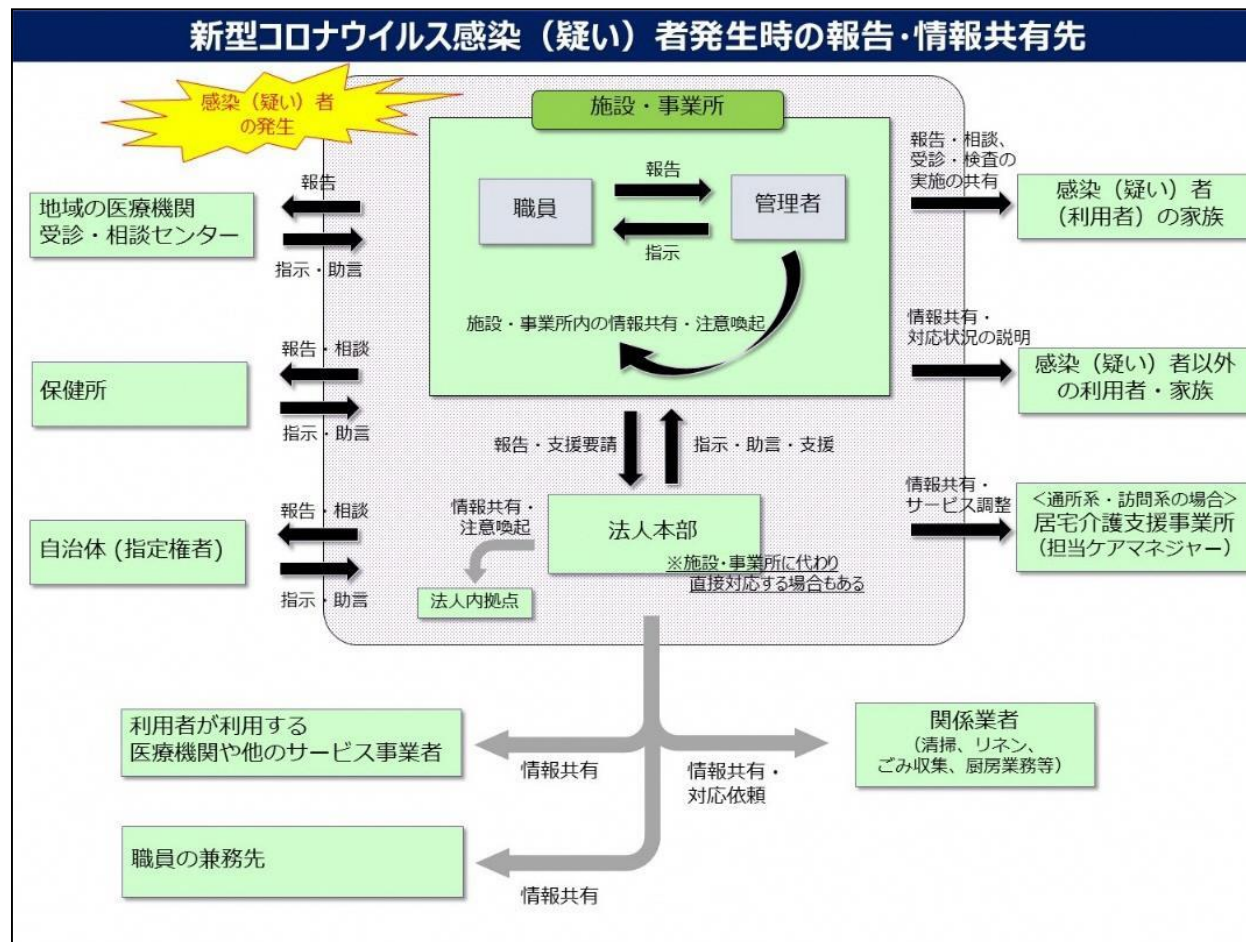 新型コロナウイルス感染（疑い）者発生時の報告・情報共有先
感染（疑い）者
の発生
施設・事業所
職員
報告
管理者
指示
施設・事業所内の情報共有・注意喚起
報告
地域の医療機関
受診・相談センター
指示・助言
報告・相談
保健所
指示・助言
報告・相談
自治体 (指定権者)
指示・助言
報告・相談、
受診・検査の
実施の共有
感染（疑い）者
（利用者）の家族
情報共有・
対応状況の説明
感染（疑い）者以外
の利用者・家族
情報共有・
サービス調整
＜通所系・訪問系の場合＞
居宅介護支援事業所
（担当ケアマネジャー）
報告・支援要請
指示・助言・支援
情報共有・
注意喚起
法人本部
※施設・事業所に代わり
直接対応する場合もある
法人内拠点
利用者が利用する
医療機関や他のサービス事業者
情報共有
情報共有・
対応依頼
関係業者
（清掃、リネン、
ごみ収集、厨房業務等）
職員の兼務先
情報共有